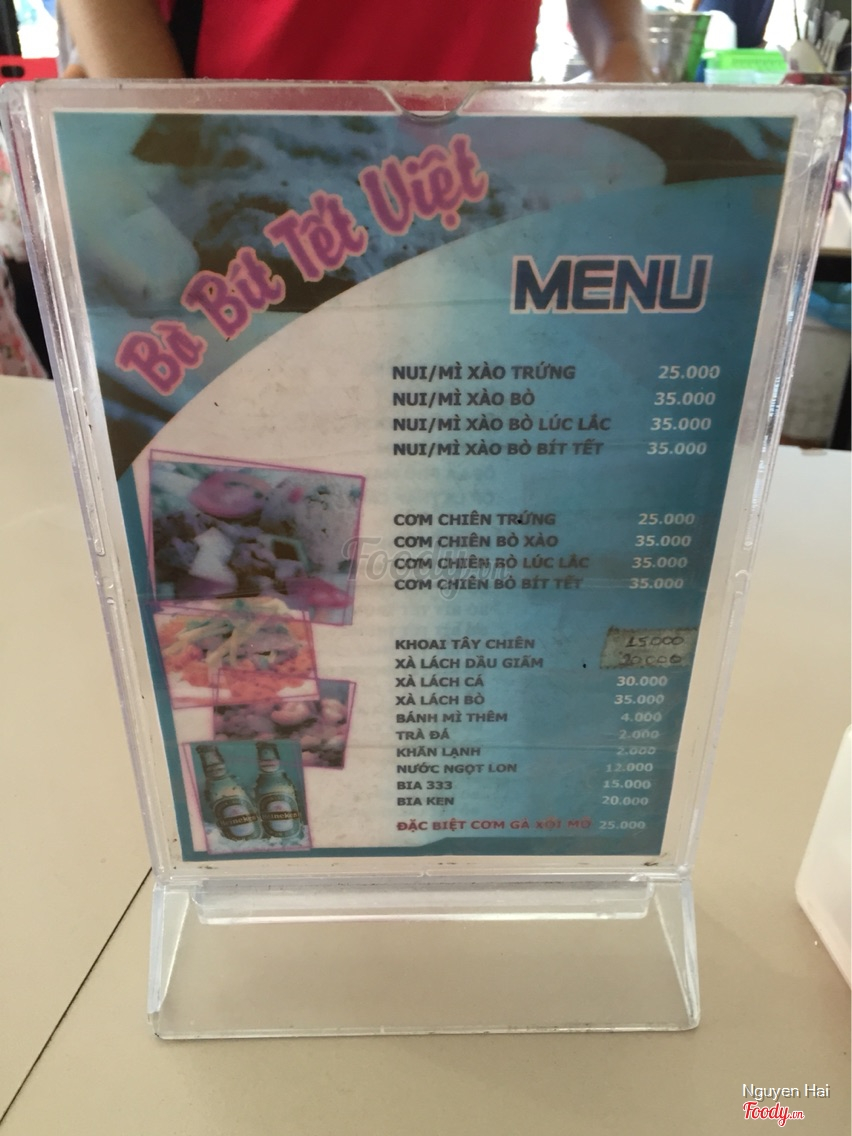 Bò Bít Tết Việt
MENU
NUI/MÌ XÀO TRỨNG 25.000
NUI/MÌ XÀO BÒ 35.000
NUI/MÌ XÀO BÒ LÚC LẮC 35.000
NUI/MÌ XÀO BÒ BÍT TẾT 35.000
CƠM CHIÊN TRỨNG 25.000
CƠM CHIÊN BÒ XÀO 35.000
CƠM CHIÊN BÒ LÚC LẮC 35.000
CƠM CHIÊN BÒ BÍT TẾT 35.000
Foody.vn
KHOAI TÂY CHIÊN
XÀ LÁCH DẦU GIẤM 20.000
XÀ LÁCH CÁ 30.000
XÀ LÁCH BÒ 35.000
BÁNH MÌ THÊM 4.000
TRÀ ĐÁ 2.000
KHĂN LẠNH 2.000
NƯỚC NGỌT LON 12.000
BIA 333 15.000
BIA KEN 20.000
ĐẶC BIỆT CƠM GÀ XỐI MỠ 25.000
Nguyen Hai
Foody.vn